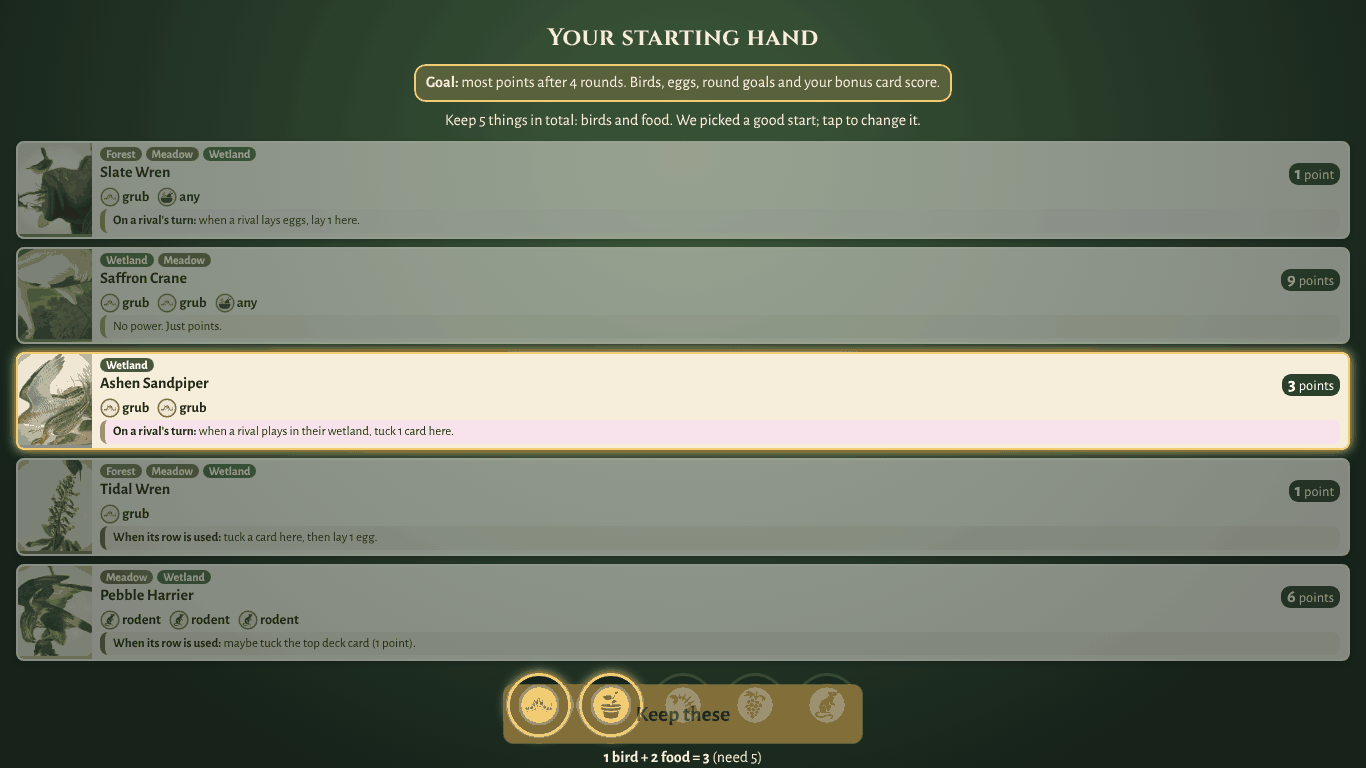 Your starting hand
Goal: most points after 4 rounds. Birds, eggs, round goals and your bonus card score.
Keep 5 things in total: birds and food. We picked a good start; tap to change it.
Forest Meadow Wetland
Slate Wren
1 point
grub any
On a rival's turn: when a rival lays eggs, lay 1 here.
Wetland Meadow
Saffron Crane
9 points
grub grub any
No power. Just points.
Wetland
Ashen Sandpiper
3 points
grub grub
On a rival's turn: when a rival plays in their wetland, tuck 1 card here.
Forest Meadow Wetland
Tidal Wren
1 point
grub
When its row is used: tuck a card here, then lay 1 egg.
Meadow Wetland
Pebble Harrier
6 points
rodent rodent rodent
When its row is used: maybe tuck the top deck card (1 point).
Keep these
1 bird + 2 food = 3 (need 5)